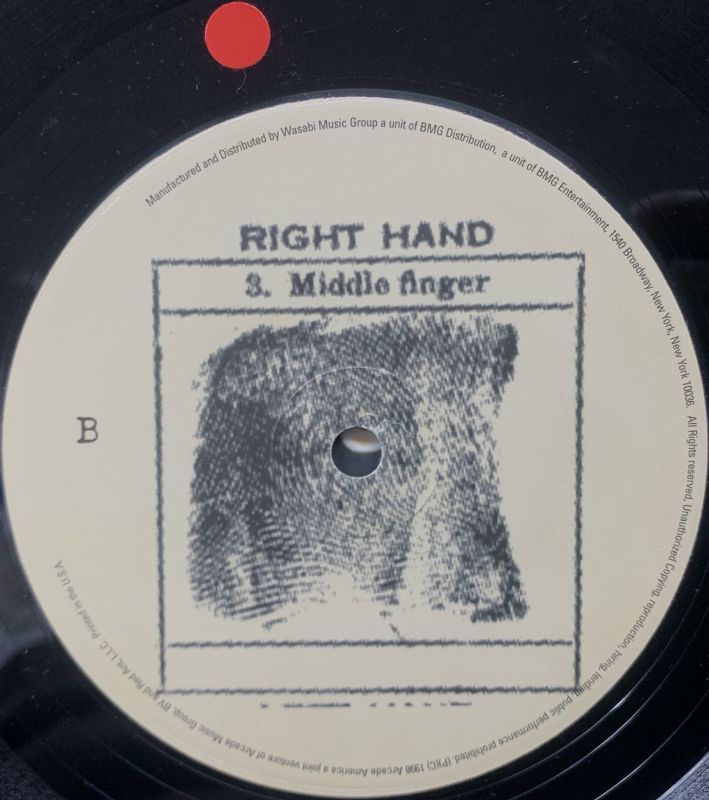 Manufactured and Distributed by Wasabi Music Group a unit of BMG Distribution, a unit of BMG Entertainment, 1540 Broadway, New York, New York 10036. All Rights reserved, Unauthorized Copying, reproduction, hiring, lending public performance prohibited. (P)(C) 1998 Arcade America a joint venture of Arcade Music Group, BV and Red Ant, L.L.C. Printed in the U.S.A.
RIGHT HAND
3. Middle finger
B